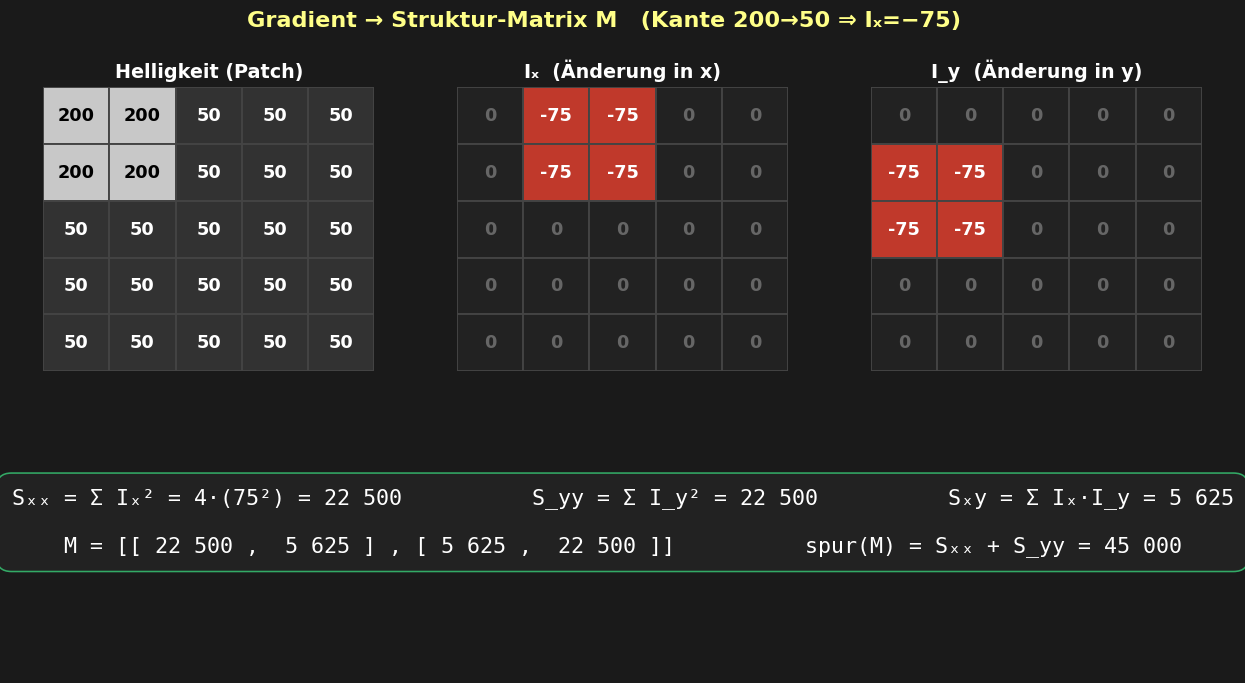 Gradient → Struktur-Matrix M (Kante 200→50 ⇒ Iₓ=−75)
Helligkeit (Patch) Iₓ (Änderung in x) I_y (Änderung in y)
200 200 50 50 50 0 -75 -75 0 0 0 0 0 0 0
200 200 50 50 50 0 -75 -75 0 0 -75 -75 0 0 0
50 50 50 50 50 0 0 0 0 0 -75 -75 0 0 0
50 50 50 50 50 0 0 0 0 0 0 0 0 0 0
50 50 50 50 50 0 0 0 0 0 0 0 0 0 0
Sₓₓ = Σ Iₓ² = 4·(75²) = 22 500 S_yy = Σ I_y² = 22 500 Sₓy = Σ Iₓ·I_y = 5 625
M = [[ 22 500 , 5 625 ] , [ 5 625 , 22 500 ]] spur(M) = Sₓₓ + S_yy = 45 000